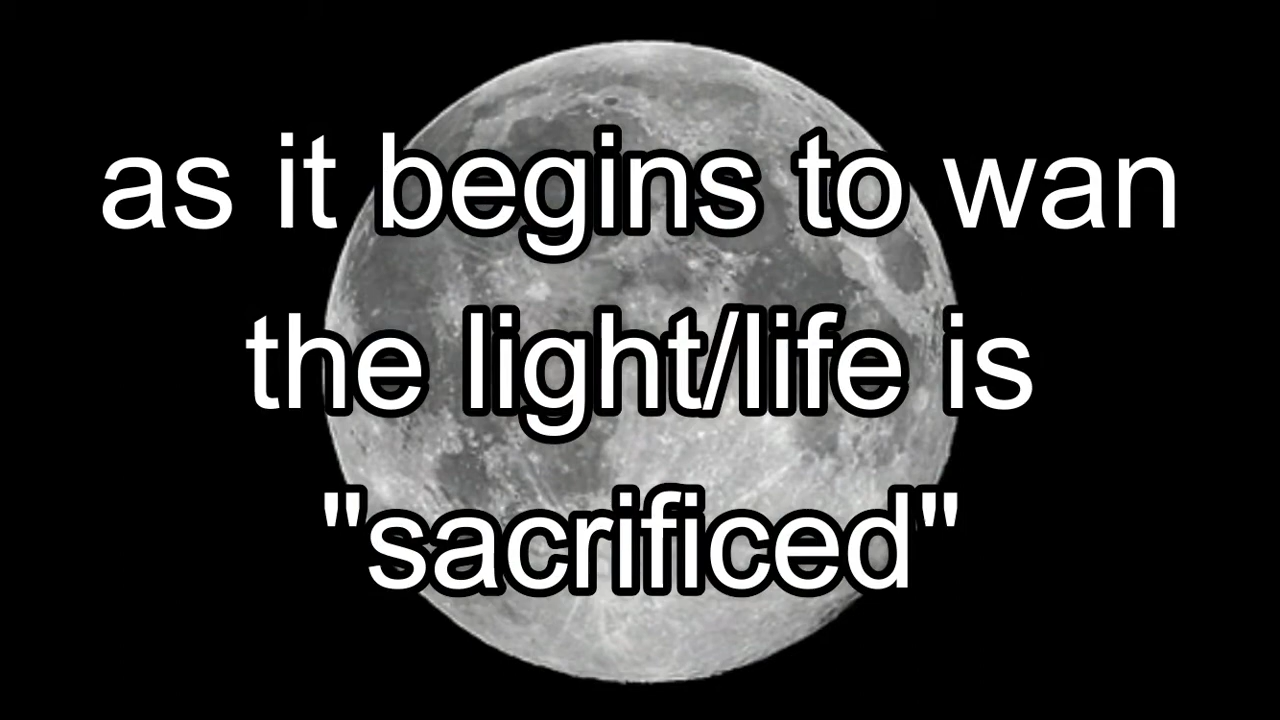 as it begins to wan
the light/life is
"sacrificed"